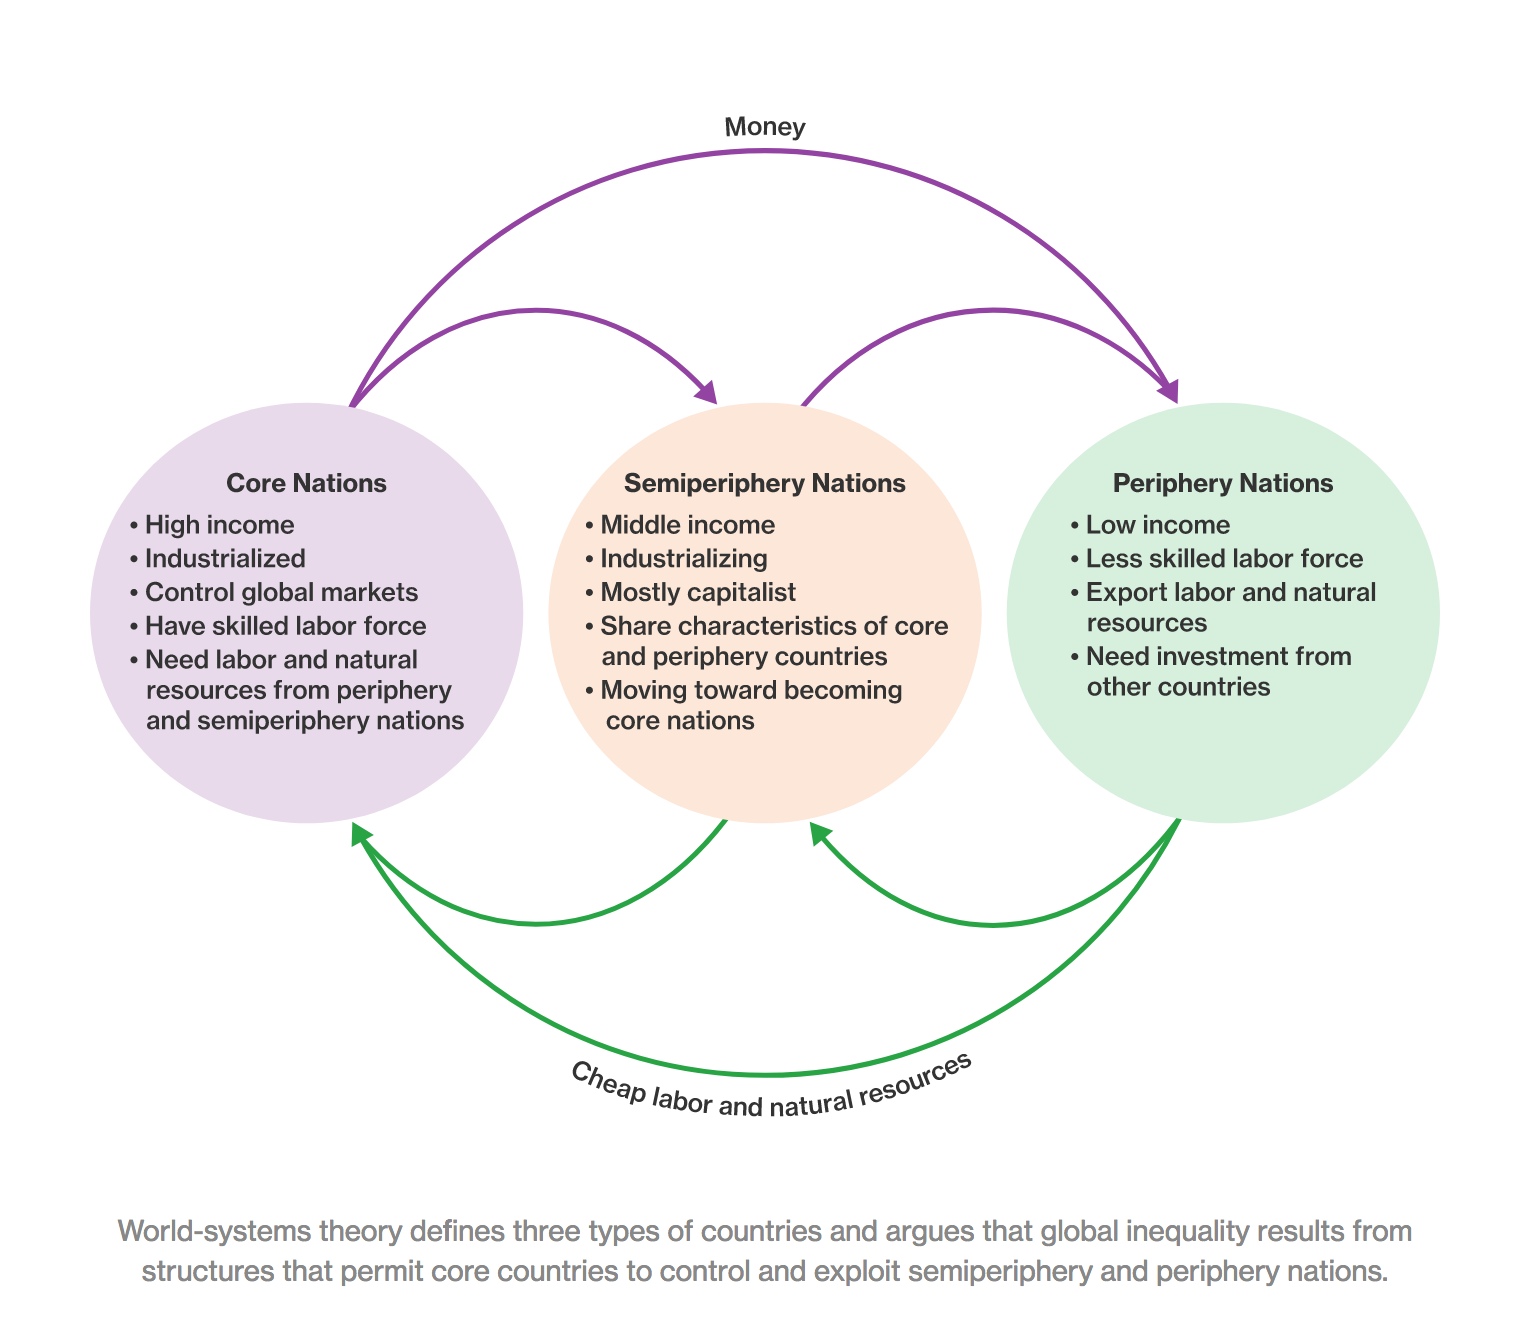 Money
Core Nations
• High income
• Industrialized
• Control global markets
• Have skilled labor force
• Need labor and natural
resources from periphery
and semiperiphery nations
Semiperiphery Nations
• Middle income
• Industrializing
• Mostly capitalist
• Share characteristics of core
and periphery countries
• Moving toward becoming
core nations
Periphery Nations
• Low income
• Less skilled labor force
• Export labor and natural
resources
• Need investment from
other countries
Cheap labor and natural resources
World-systems theory defines three types of countries and argues that global inequality results from
structures that permit core countries to control and exploit semiperiphery and periphery nations.